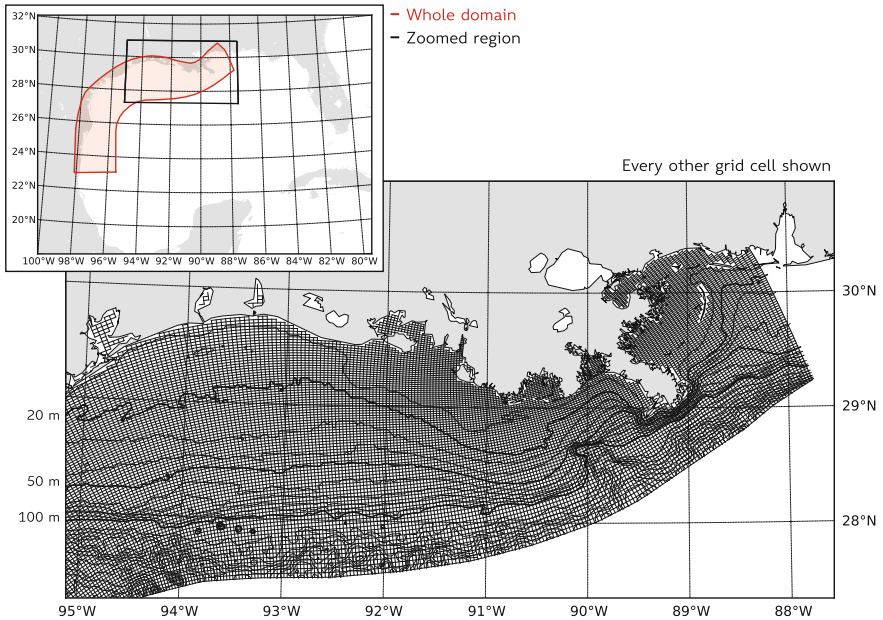 Whole domain
Zoomed region
32°N
30°N
28°N
26°N
24°N
22°N
20°N
100°W 98°W 96°W 94°W 92°W 90°W 88°W 86°W 84°W 82°W 80°W
Every other grid cell shown
30°N
29°N
28°N
20 m
50 m
100 m
95°W 94°W 93°W 92°W 91°W 90°W 89°W 88°W